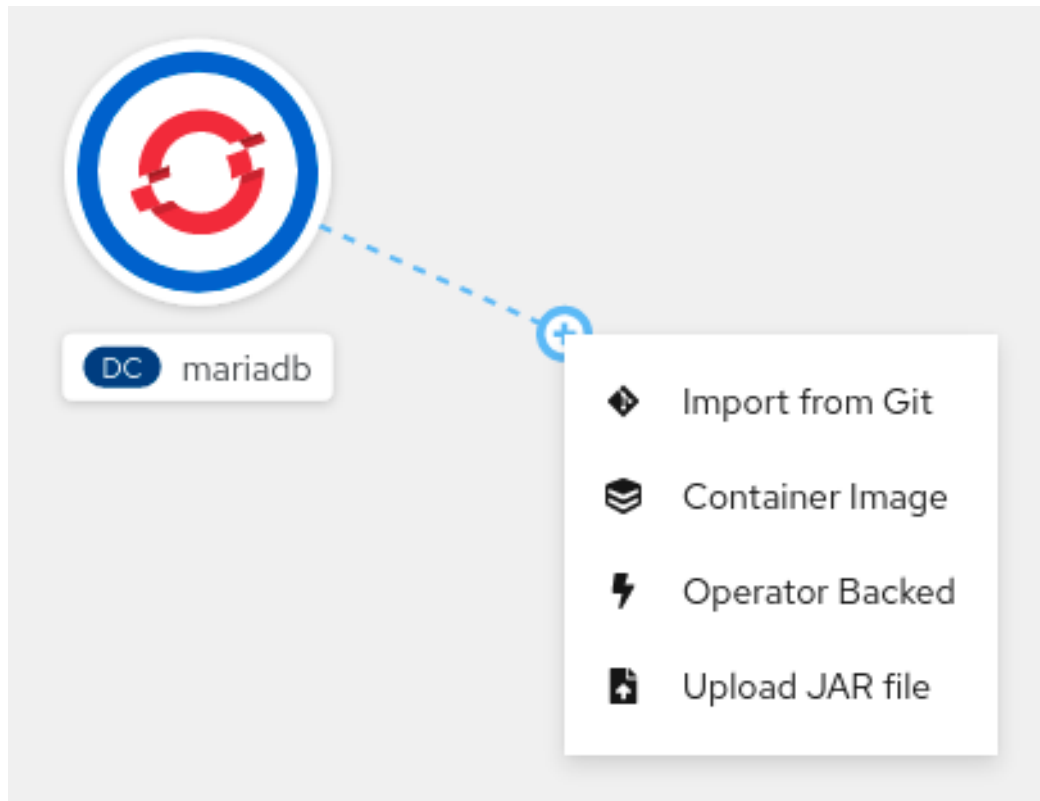 DC mariadb
Import from Git
Container Image
Operator Backed
Upload JAR file